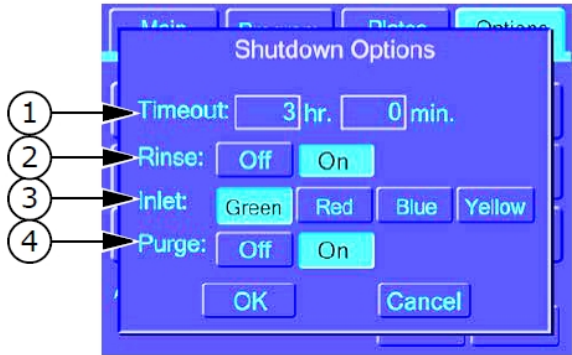 Main Program Plates Options
Shutdown Options
1 Timeout: 3 hr. 0 min.
2 Rinse: Off On
3 Inlet: Green Red Blue Yellow
4 Purge: Off On
OK Cancel